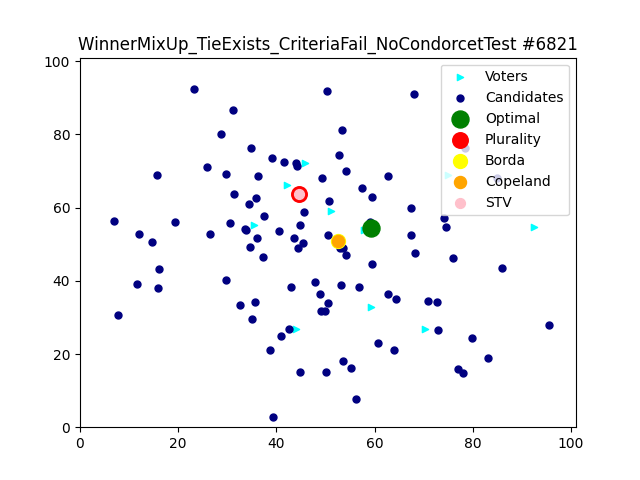 WinnerMixUp_TieExists_CriteriaFail_NoCondorcetTest #6821
100
80
60
40
20
0
0 20 40 60 80 100
Voters
Candidates
Optimal
Plurality
Borda
Copeland
STV